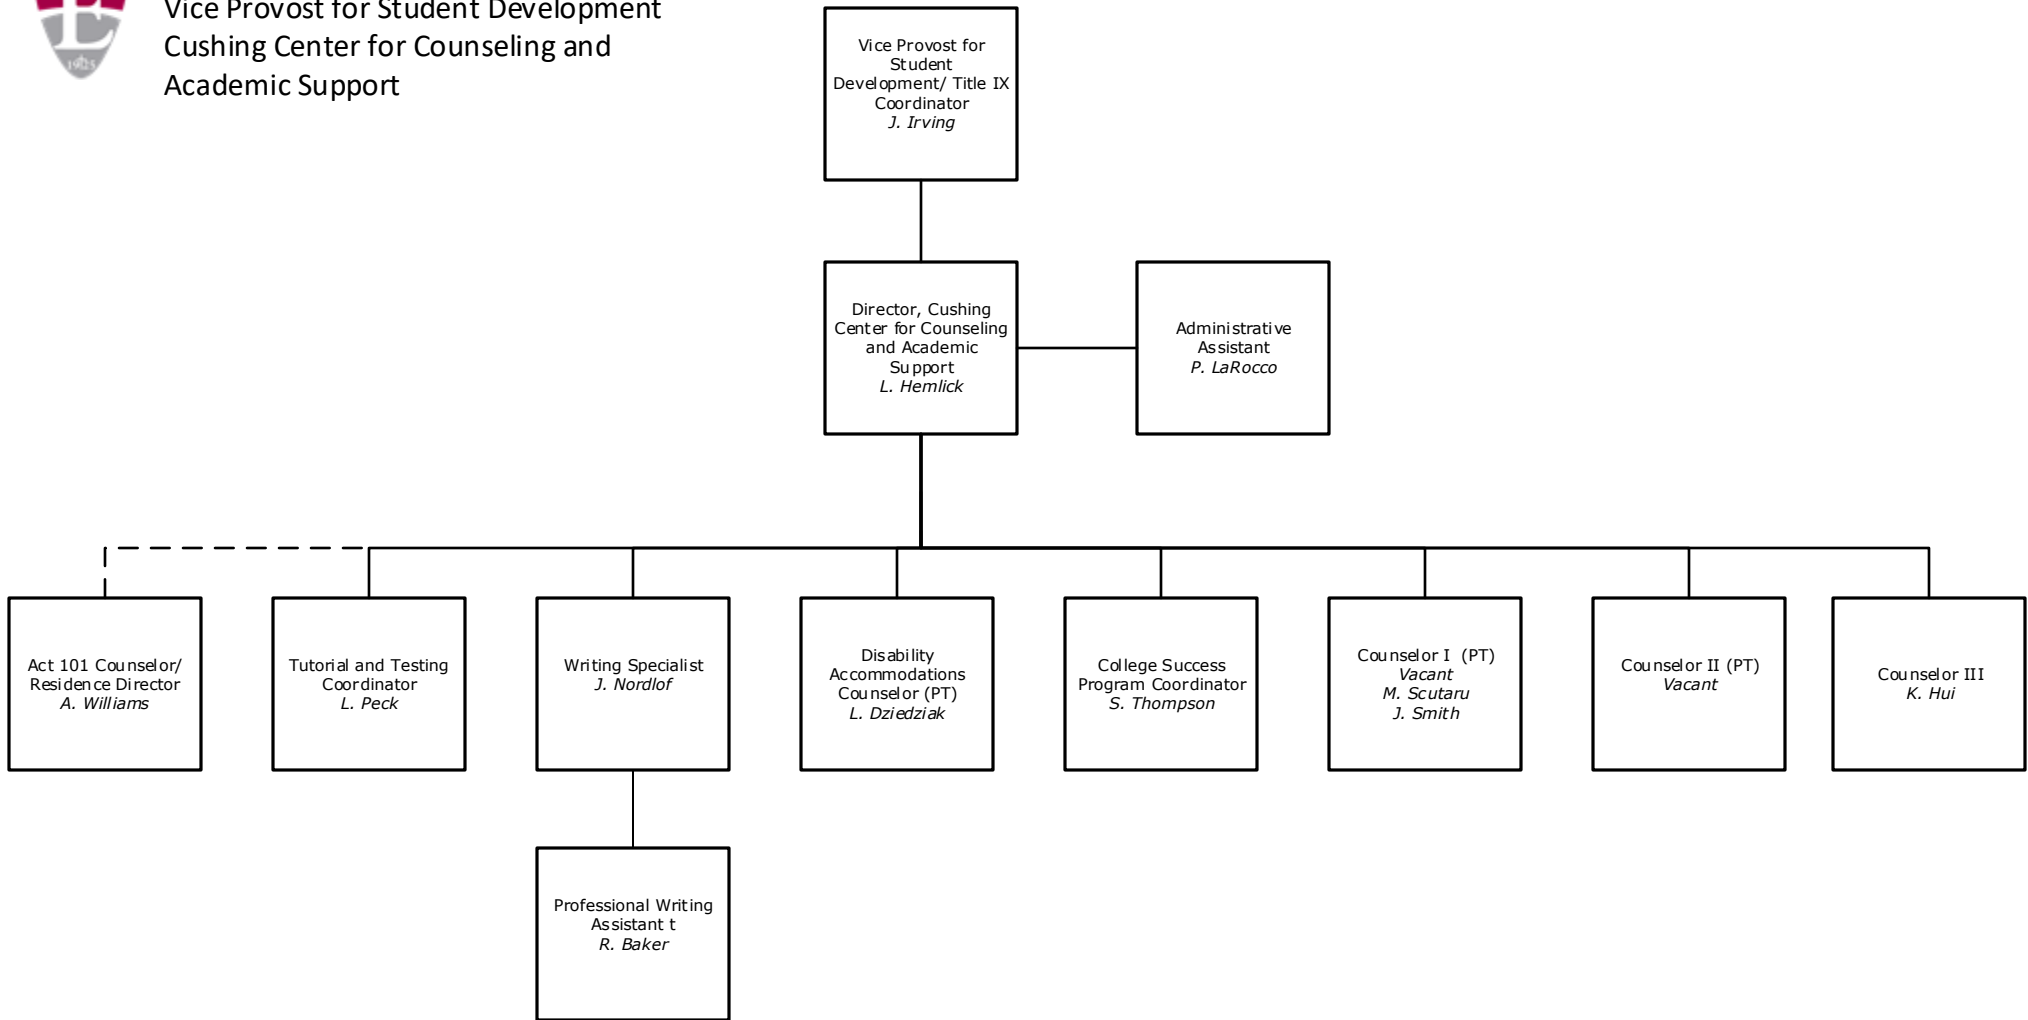 Vice Provost for Student Development
Cushing Center for Counseling and
Academic Support
E
1925
Vice Provost for
Student
Development/ Title IX
Coordinator
J. Irving
Director, Cushing
Center for Counseling
and Academic
Support
L. Hemlick
Administrative
Assistant
P. LaRocco
Act 101 Counselor/
Residence Director
A. Williams
Tutorial and Testing
Coordinator
L. Peck
Writing Specialist
J. Nordlof
Disability
Accommodations
Counselor (PT)
L. Dziedziak
College Success
Program Coordinator
S. Thompson
Counselor I (PT)
Vacant
M. Scutaru
J. Smith
Counselor II (PT)
Vacant
Counselor III
K. Hui
Professional Writing
Assistant t
R. Baker